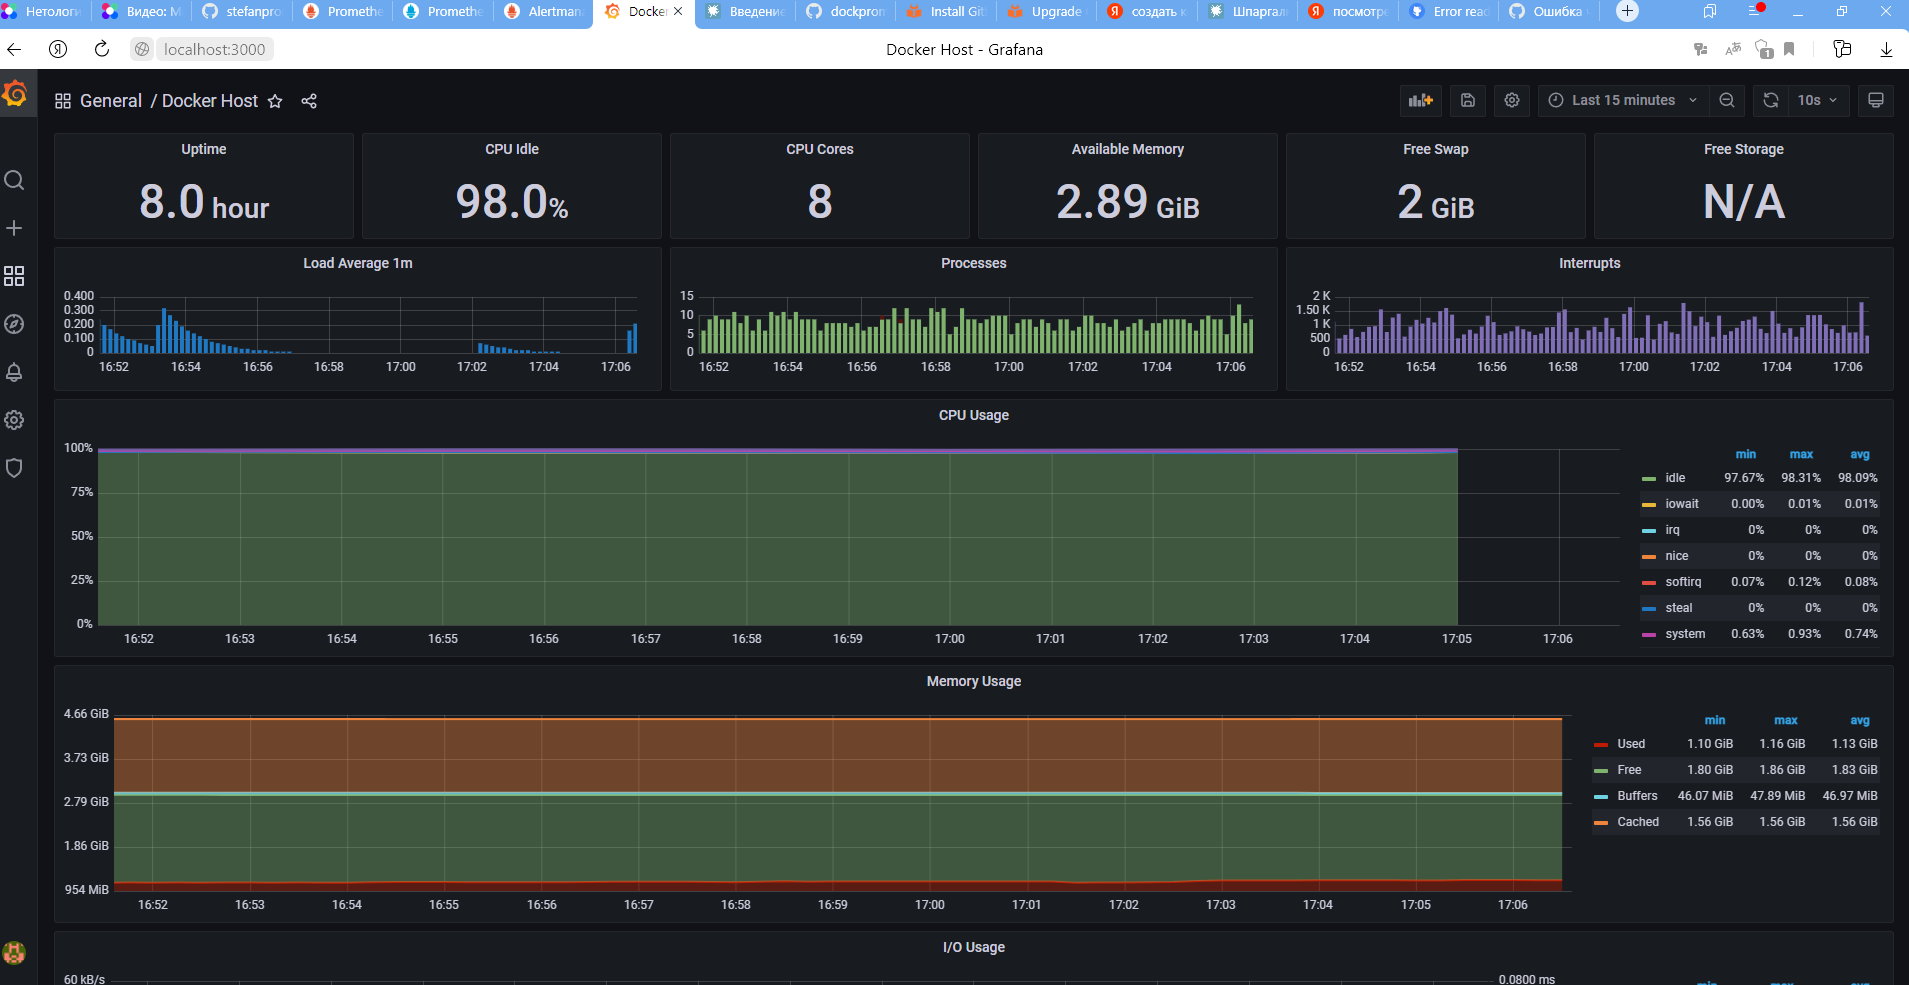 Нетологи
Видео: М
stefanpro
Promethe
Promethe
Alertman
Docker
Введение
dockprom
Install Git
Upgrade
создать к
Шпаргал
посмотре
Error read
Ошибка
localhost:3000
Docker Host - Grafana
1
General / Docker Host
Last 15 minutes
10s
Uptime
8.0 hour
CPU Idle
98.0%
CPU Cores
8
Available Memory
2.89 GiB
Free Swap
2 GiB
Free Storage
N/A
Load Average 1m
0.400
0.300
0.200
0.100
0
16:52 16:54 16:56 16:58 17:00 17:02 17:04 17:06
Processes
15
10
5
0
16:52 16:54 16:56 16:58 17:00 17:02 17:04 17:06
Interrupts
2 K
1.50 K
1 K
500
0
16:52 16:54 16:56 16:58 17:00 17:02 17:04 17:06
CPU Usage
100%
75%
50%
25%
0%
16:52 16:53 16:54 16:55 16:56 16:57 16:58 16:59 17:00 17:01 17:02 17:03 17:04 17:05 17:06
min max avg
idle 97.67% 98.31% 98.09%
iowait 0.00% 0.01% 0.01%
irq 0% 0% 0%
nice 0% 0% 0%
softirq 0.07% 0.12% 0.08%
steal 0% 0% 0%
system 0.63% 0.93% 0.74%
Memory Usage
4.66 GiB
3.73 GiB
2.79 GiB
1.86 GiB
954 MiB
16:52 16:53 16:54 16:55 16:56 16:57 16:58 16:59 17:00 17:01 17:02 17:03 17:04 17:05 17:06
min max avg
Used 1.10 GiB 1.16 GiB 1.13 GiB
Free 1.80 GiB 1.86 GiB 1.83 GiB
Buffers 46.07 MiB 47.89 MiB 46.97 MiB
Cached 1.56 GiB 1.56 GiB 1.56 GiB
I/O Usage
60 kB/s
0.0800 ms